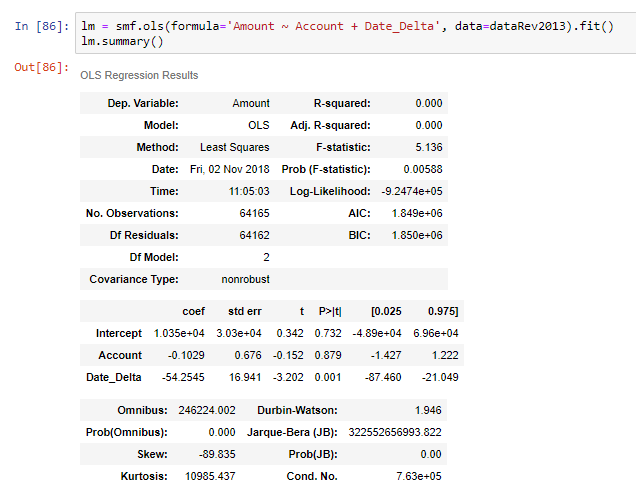 In [86]: lm = smf.ols(formula='Amount ~ Account + Date_Delta', data=dataRev2013).fit()
lm.summary()
Out[86]: OLS Regression Results
Dep. Variable: Amount R-squared: 0.000
Model: OLS Adj. R-squared: 0.000
Method: Least Squares F-statistic: 5.136
Date: Fri, 02 Nov 2018 Prob (F-statistic): 0.00588
Time: 11:05:03 Log-Likelihood: -9.2474e+05
No. Observations: 64165 AIC: 1.849e+06
Df Residuals: 64162 BIC: 1.850e+06
Df Model: 2
Covariance Type: nonrobust
coef std err t P>|t| [0.025 0.975]
Intercept 1.035e+04 3.03e+04 0.342 0.732 -4.89e+04 6.96e+04
Account -0.1029 0.676 -0.152 0.879 -1.427 1.222
Date_Delta -54.2545 16.941 -3.202 0.001 -87.460 -21.049
Omnibus: 246224.002 Durbin-Watson: 1.946
Prob(Omnibus): 0.000 Jarque-Bera (JB): 322552656993.822
Skew: -89.835 Prob(JB): 0.00
Kurtosis: 10985.437 Cond. No. 7.63e+05